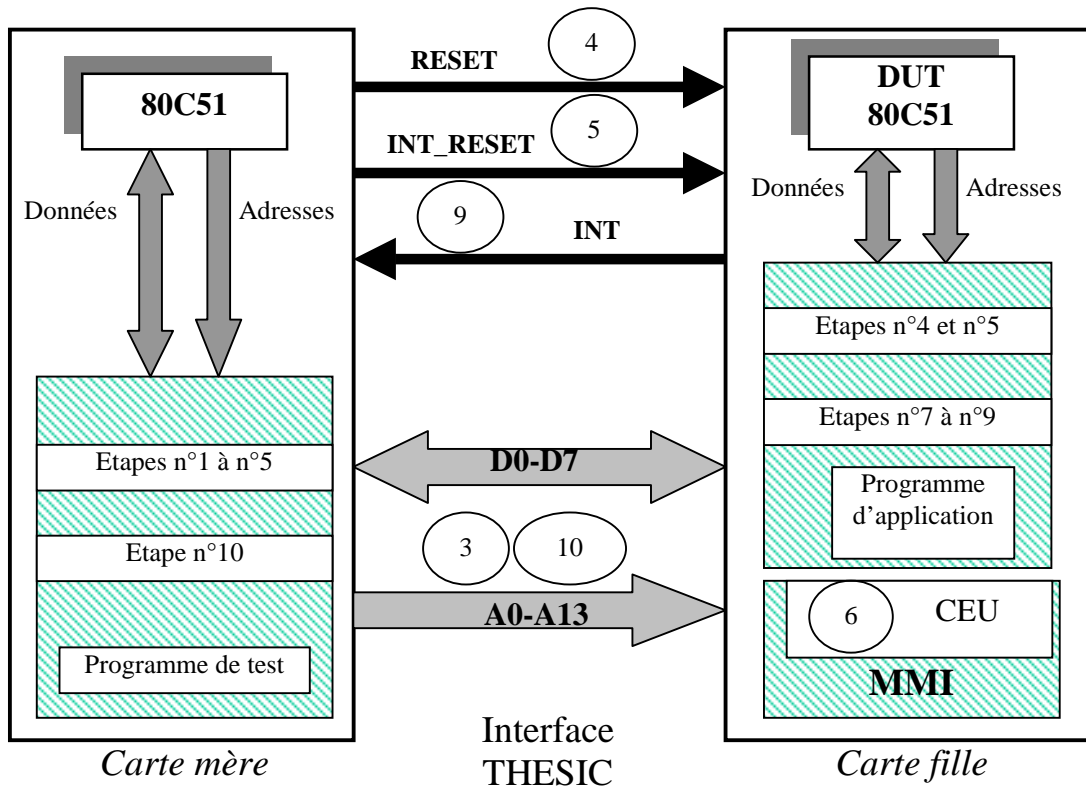 4
RESET
80C51
DUT
80C51
5
INT_RESET
Données
Adresses
9
INT
Données
Adresses
Etapes n°4 et n°5
Etapes n°7 à n°9
Etapes n°1 à n°5
D0-D7
Programme
d’application
Etape n°10
3
10
A0-A13
6
CEU
Programme de test
MMI
Interface
THESIC
Carte mère
Carte fille